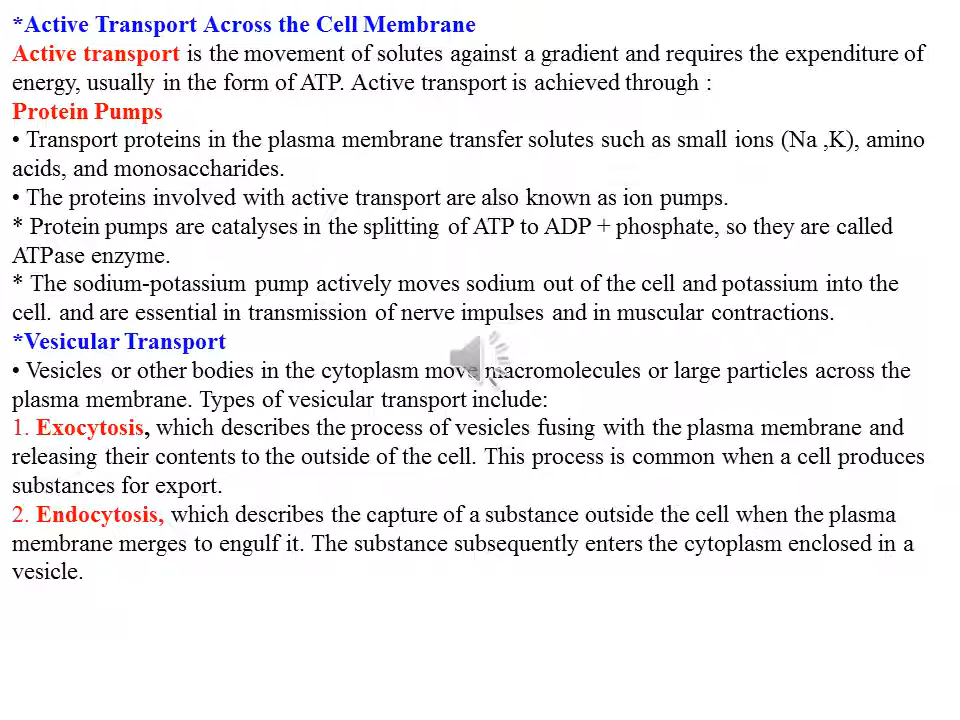 *Active Transport Across the Cell Membrane
Active transport is the movement of solutes against a gradient and requires the expenditure of
energy, usually in the form of ATP. Active transport is achieved through :
Protein Pumps
• Transport proteins in the plasma membrane transfer solutes such as small ions (Na ,K), amino
acids, and monosaccharides.
• The proteins involved with active transport are also known as ion pumps.
* Protein pumps are catalyses in the splitting of ATP to ADP + phosphate, so they are called
ATPase enzyme.
* The sodium-potassium pump actively moves sodium out of the cell and potassium into the
cell. and are essential in transmission of nerve impulses and in muscular contractions.
*Vesicular Transport
• Vesicles or other bodies in the cytoplasm move macromolecules or large particles across the
plasma membrane. Types of vesicular transport include:
1. Exocytosis, which describes the process of vesicles fusing with the plasma membrane and
releasing their contents to the outside of the cell. This process is common when a cell produces
substances for export.
2. Endocytosis, which describes the capture of a substance outside the cell when the plasma
membrane merges to engulf it. The substance subsequently enters the cytoplasm enclosed in a
vesicle.